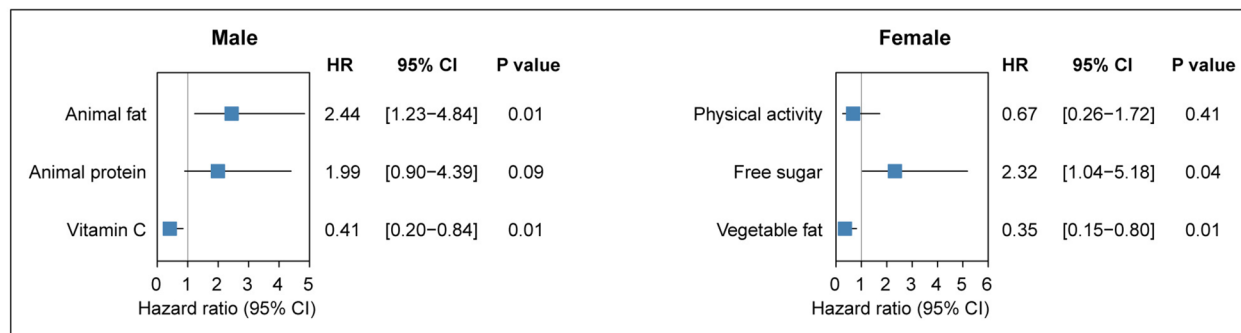 Male
HR 95% CI P value
Animal fat 2.44 [1.23–4.84] 0.01
Animal protein 1.99 [0.90–4.39] 0.09
Vitamin C 0.41 [0.20–0.84] 0.01
0 1 2 3 4 5
Hazard ratio (95% CI)
Female
HR 95% CI P value
Physical activity 0.67 [0.26–1.72] 0.41
Free sugar 2.32 [1.04–5.18] 0.04
Vegetable fat 0.35 [0.15–0.80] 0.01
0 1 2 3 4 5 6
Hazard ratio (95% CI)